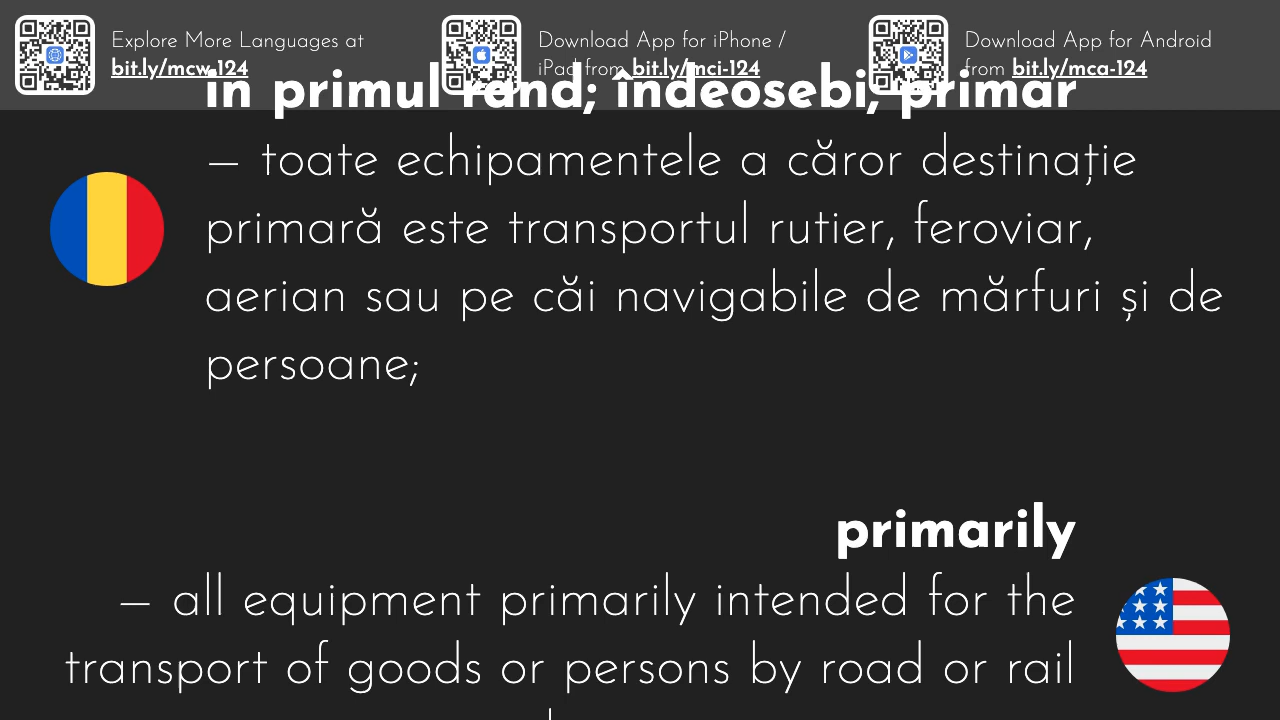 Explore More Languages at
bit.ly/mcw-124
Download App for iPhone /
iPad from bit.ly/mci-124
Download App for Android
from bit.ly/mca-124
în primul rând; îndeosebi, primar
– toate echipamentele a căror destinație
primară este transportul rutier, feroviar,
aerian sau pe căi navigabile de mărfuri și de
persoane;
primarily
– all equipment primarily intended for the
transport of goods or persons by road or rail